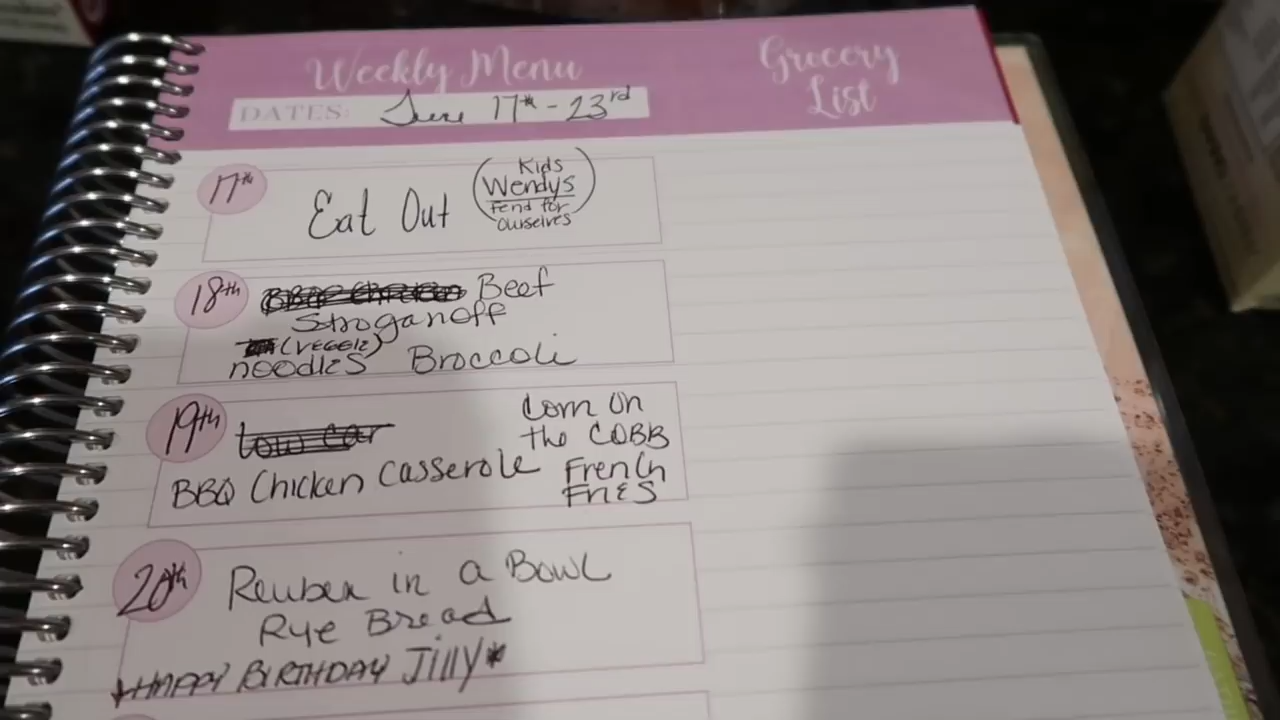 Weekly Menu
Grocery List
DATES: June 17th - 23rd
17th
Eat Out
(Kids
Wendys
Fend for
ourselves)
18th
Beef
Stroganoff
(veggie)
noodles Broccoli
19th
Corn On
the COBB
BBQ Chicken Casserole French
Fries
20th
Reuben in a Bowl
Rye Bread
*HAPPY BIRTHDAY Jilly*